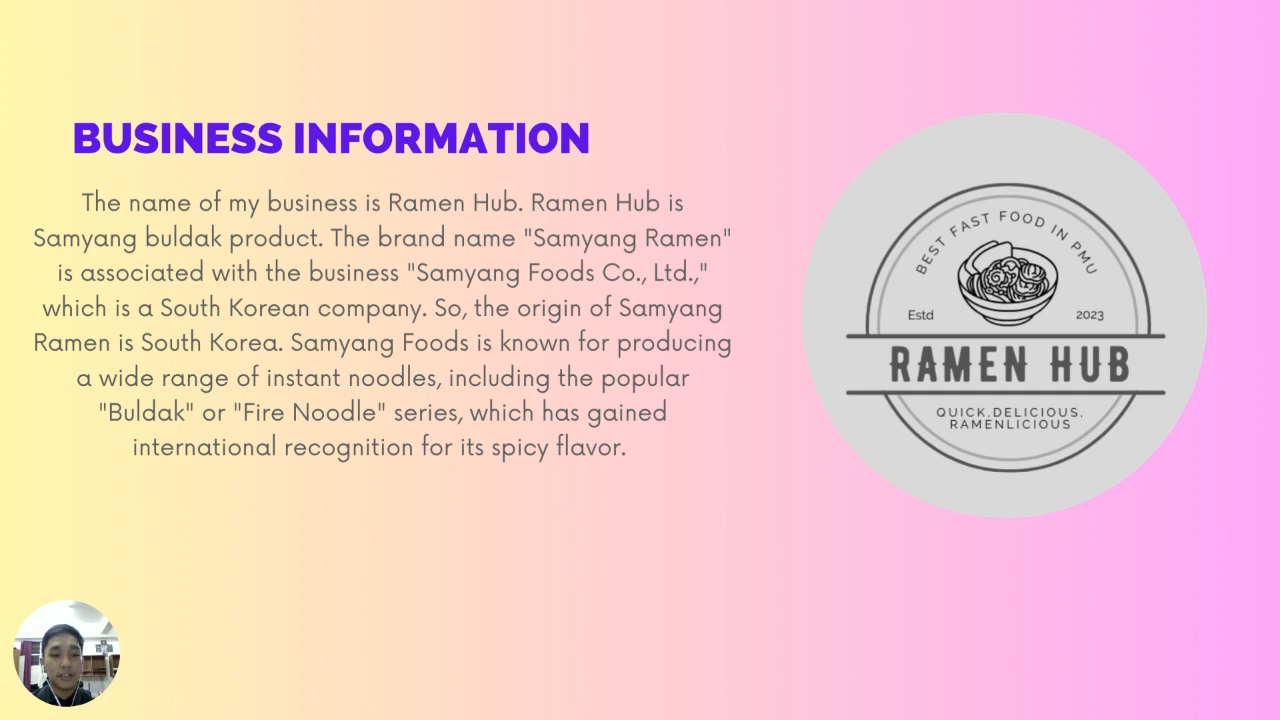 BUSINESS INFORMATION
The name of my business is Ramen Hub. Ramen Hub is
Samyang buldak product. The brand name "Samyang Ramen"
is associated with the business "Samyang Foods Co., Ltd.,"
which is a South Korean company. So, the origin of Samyang
Ramen is South Korea. Samyang Foods is known for producing
a wide range of instant noodles, including the popular
"Buldak" or "Fire Noodle" series, which has gained
international recognition for its spicy flavor.
BEST FAST FOOD IN PMU
Estd 2023
RAMEN HUB
QUICK,DELICIOUS,
RAMENLICIOUS